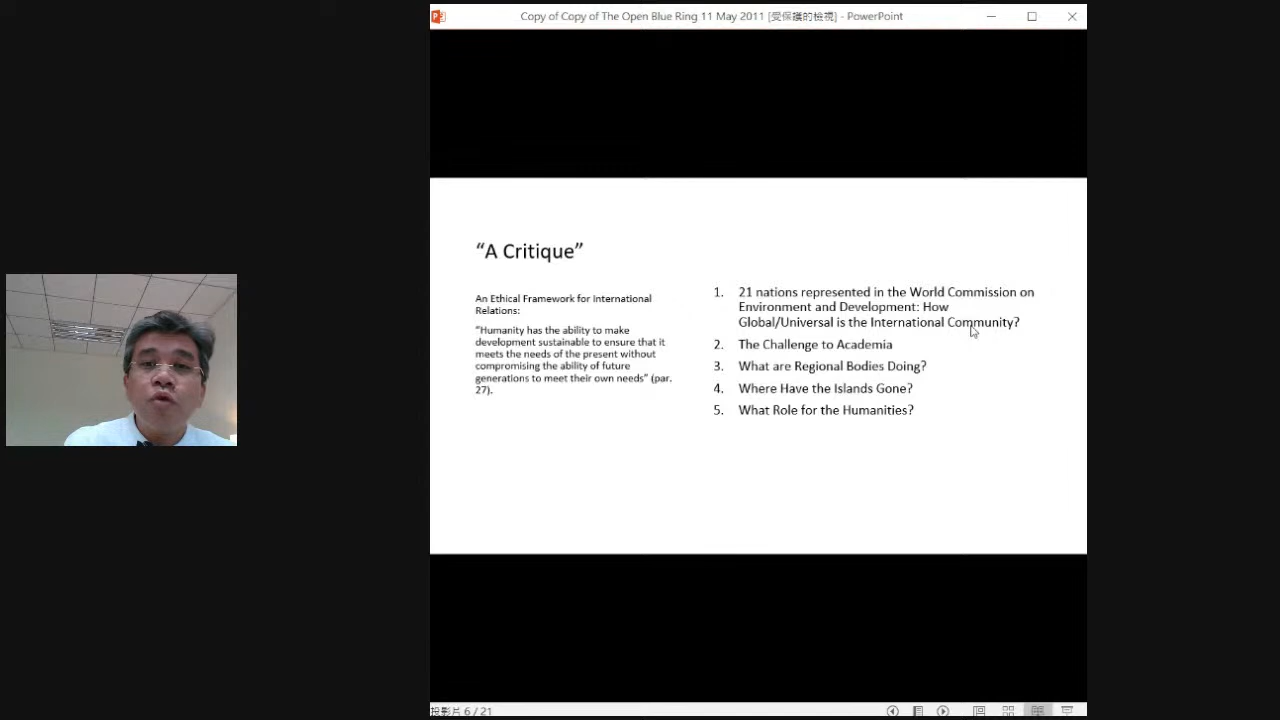 Copy of Copy of The Open Blue Ring 11 May 2011 [受保護的檢視] - PowerPoint
“A Critique”
An Ethical Framework for International
Relations:
“Humanity has the ability to make
development sustainable to ensure that it
meets the needs of the present without
compromising the ability of future
generations to meet their own needs” (par.
27).
1. 21 nations represented in the World Commission on
Environment and Development: How
Global/Universal is the International Community?
2. The Challenge to Academia
3. What are Regional Bodies Doing?
4. Where Have the Islands Gone?
5. What Role for the Humanities?
投影片 6 / 21